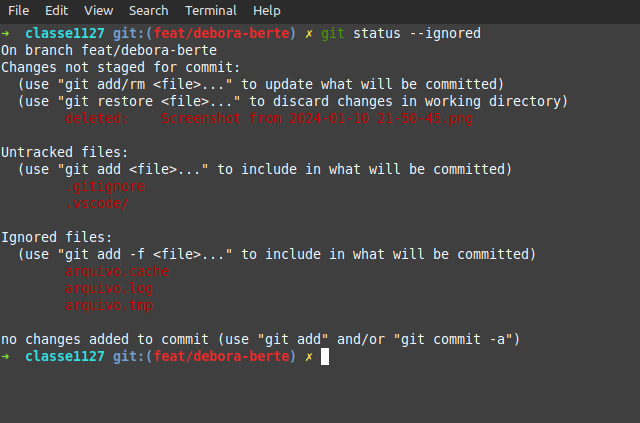 File Edit View Search Terminal Help
➜ classe1127 git:(feat/debora-berte) ✗ git status --ignored
On branch feat/debora-berte
Changes not staged for commit:
  (use "git add/rm <file>..." to update what will be committed)
  (use "git restore <file>..." to discard changes in working directory)
        deleted:    Screenshot from 2024-01-10 21-50-45.png
Untracked files:
  (use "git add <file>..." to include in what will be committed)
        .gitignore
        .vscode/
Ignored files:
  (use "git add -f <file>..." to include in what will be committed)
        arquivo.cache
        arquivo.log
        arquivo.tmp
no changes added to commit (use "git add" and/or "git commit -a")
➜ classe1127 git:(feat/debora-berte) ✗